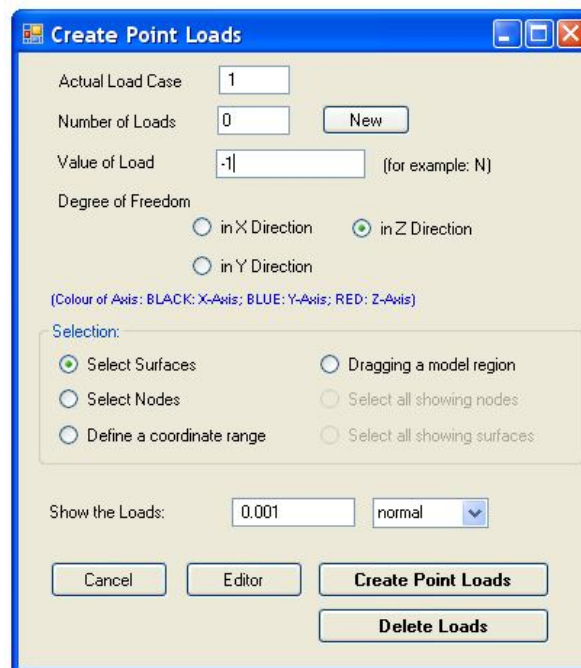 Create Point Loads
Actual Load Case 1
Number of Loads 0 New
Value of Load -1 (for example: N)
Degree of Freedom
in X Direction in Z Direction
in Y Direction
(Colour of Axis: BLACK: X-Axis; BLUE: Y-Axis; RED: Z-Axis)
Selection:
Select Surfaces Dragging a model region
Select Nodes Select all showing nodes
Define a coordinate range Select all showing surfaces
Show the Loads: 0.001 normal
Cancel Editor Create Point Loads
Delete Loads